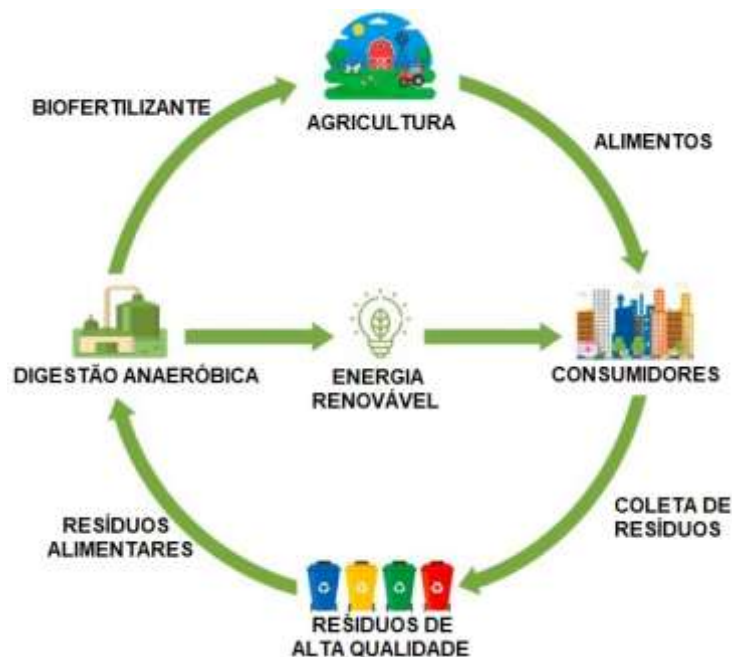 BIOFERTILIZANTE
AGRICULTURA
ALIMENTOS
DIGESTÃO ANAERÓBICA
ENERGIA
RENOVÁVEL
CONSUMIDORES
RESÍDUOS
ALIMENTARES
COLETA DE
RESÍDUOS
RESÍDUOS DE
ALTA QUALIDADE